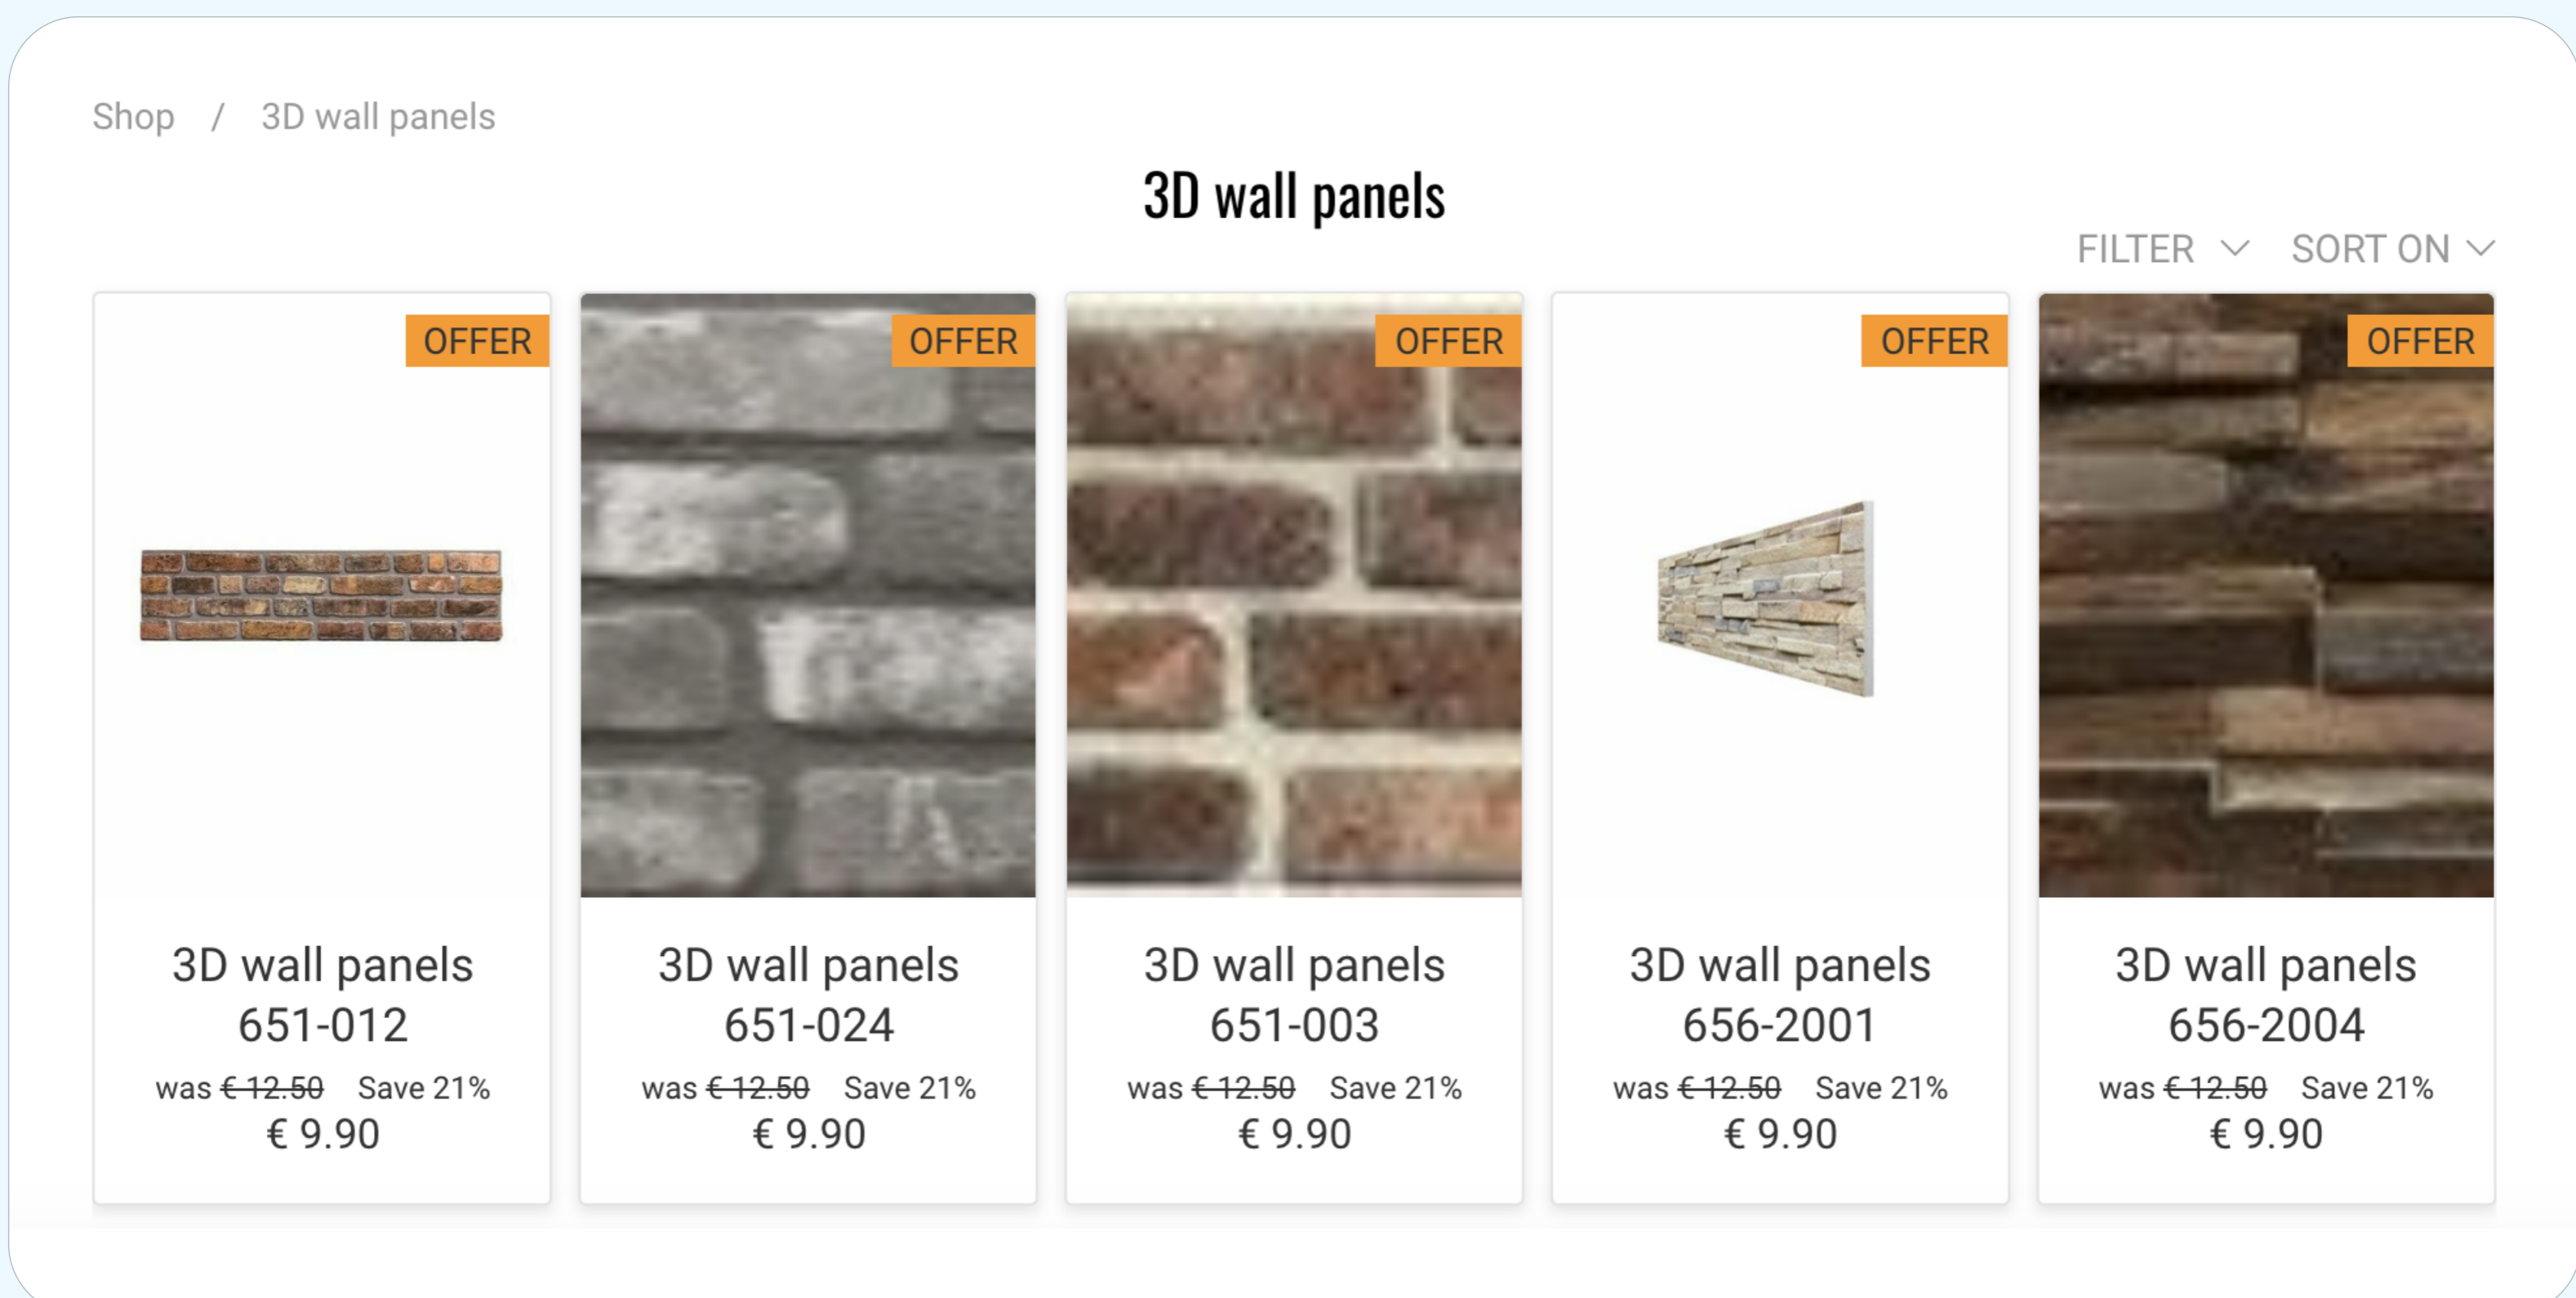 Shop / 3D wall panels
3D wall panels
FILTER SORT ON
OFFER OFFER OFFER OFFER OFFER
3D wall panels
651-012
was € 12.50 Save 21%
€ 9.90
3D wall panels
651-024
was € 12.50 Save 21%
€ 9.90
3D wall panels
651-003
was € 12.50 Save 21%
€ 9.90
3D wall panels
656-2001
was € 12.50 Save 21%
€ 9.90
3D wall panels
656-2004
was € 12.50 Save 21%
€ 9.90